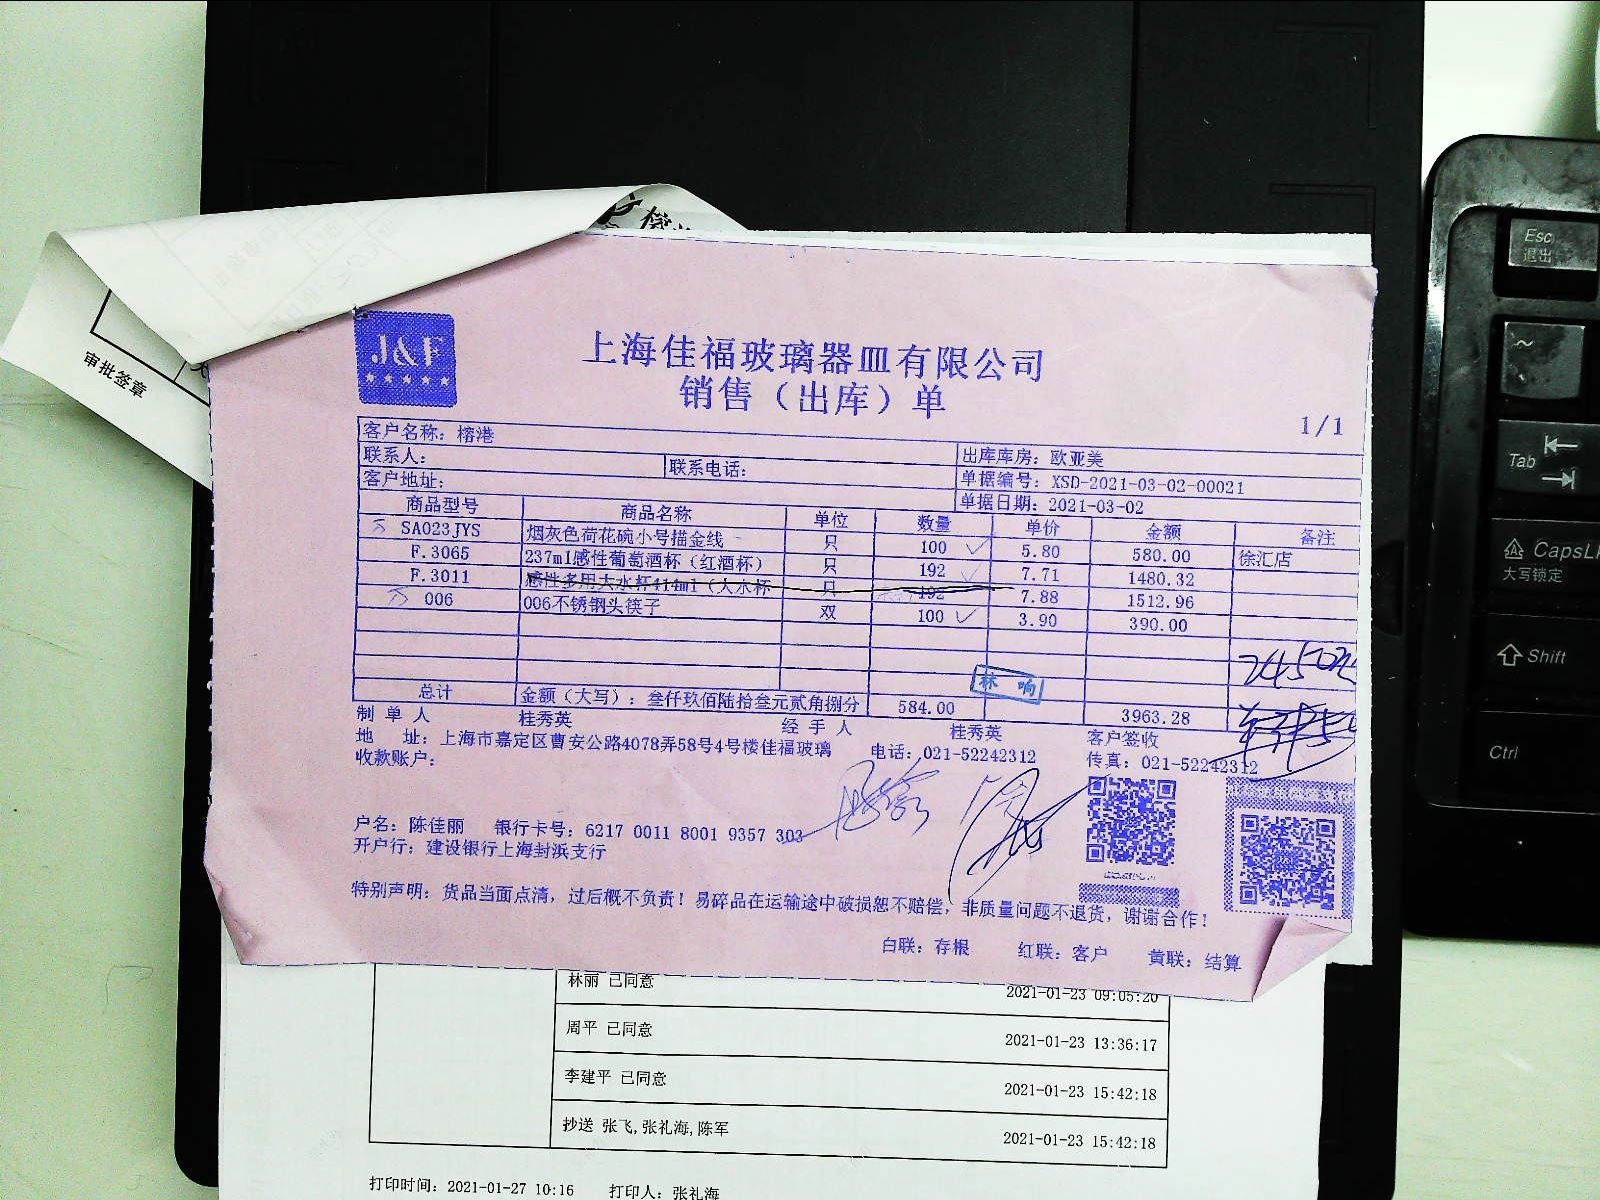 审批签章
J&F
上海佳福玻璃器皿有限公司
销售（出库）单
1/1
客户名称：榕港
联系人： 联系电话： 出库库房：欧亚美
客户地址： 单据编号：XSD-2021-03-02-00021
单据日期：2021-03-02
商品型号 商品名称 单位 数量 单价 金额 备注
SA023JYS 烟灰色荷花碗小号描金线 只 100 5.80 580.00 徐汇店
F.3065 237ml感性葡萄酒杯（红酒杯） 只 192 7.71 1480.32
F.3011 感性多用大水杯414ml（大水杯 只 192 7.88 1512.96
006 006不锈钢头筷子 双 100 3.90 390.00
林 响
总计 金额（大写）：叁仟玖佰陆拾叁元贰角捌分 584.00 3963.28
制单人 桂秀英 经手人 桂秀英 客户签收
地 址：上海市嘉定区曹安公路4078弄58号4号楼佳福玻璃 电话：021-52242312 传真：021-52242312
收款账户：
户名：陈佳丽 银行卡号：6217 0011 8001 9357 303
开户行：建设银行上海封浜支行
特别声明：货品当面点清，过后概不负责！易碎品在运输途中破损恕不赔偿，非质量问题不退货，谢谢合作！
白联：存根 红联：客户 黄联：结算
林丽 已同意 2021-01-23 09:05:20
周平 已同意 2021-01-23 13:36:17
李建平 已同意 2021-01-23 15:42:18
抄送 张飞,张礼海,陈军 2021-01-23 15:42:18
打印时间：2021-01-27 10:16 打印人：张礼海
Esc
退出
~
Tab
CapsL
大写锁定
Shift
Ctrl